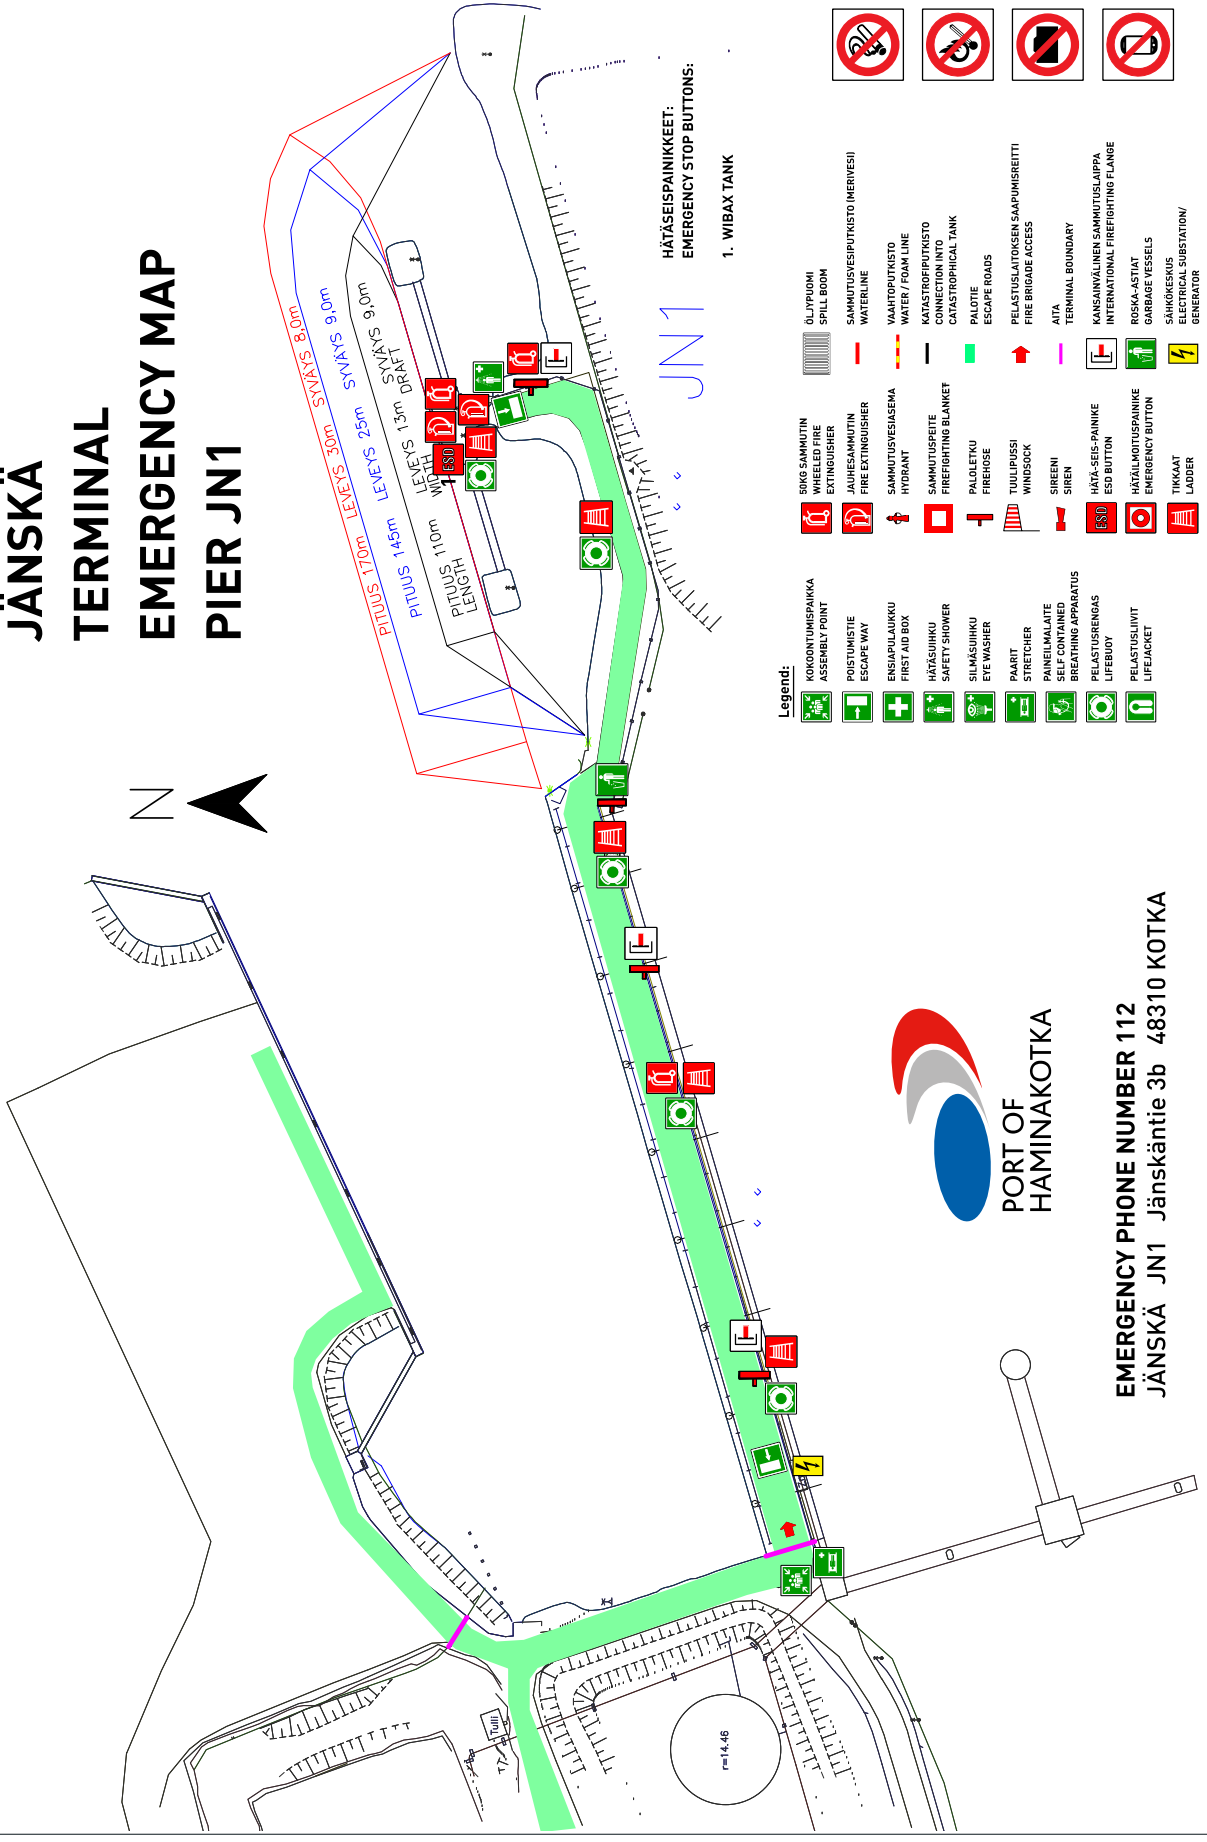 JÄNSKÄ
TERMINAL
EMERGENCY MAP
PIER JN1
N
PITUUS 170m LEVEYS 30m SYVÄYS 8,0m
PITUUS 145m LEVEYS 25m SYVÄYS 9,0m
PITUUS 110m LEVEYS 13m SYVÄYS 9,0m
LENGTH WIDTH DRAFT
ESD
1
JN1
HÄTÄSEISPAINIKKEET:
EMERGENCY STOP BUTTONS:
1. WIBAX TANK
Legend:
KOKOONTUMISPAIKKA
ASSEMBLY POINT
POISTUMISTIE
ESCAPE WAY
ENSIAPULAUKKU
FIRST AID BOX
HÄTÄSUIHKU
SAFETY SHOWER
SILMÄSUIHKU
EYE WASHER
PAARIT
STRETCHER
PAINEILMALAITE
SELF CONTAINED
BREATHING APPARATUS
PELASTUSRENGAS
LIFEBUOY
PELASTUSLIIVIT
LIFEJACKET
50KG SAMMUTIN
WHEELED FIRE
EXTINGUISHER
JAUHESAMMUTIN
FIRE EXTINGUISHER
SAMMUTUSVESIASEMA
HYDRANT
SAMMUTUSPEITE
FIREFIGHTING BLANKET
PALOLETKU
FIREHOSE
TUULIPUSSI
WINDSOCK
SIREENI
SIREN
ESD
HÄTÄ-SEIS-PAINIKE
ESD BUTTON
HÄTÄILMOITUSPAINIKE
EMERGENCY BUTTON
TIKKAAT
LADDER
ÖLJYPUOMI
SPILL BOOM
SAMMUTUSVESIPUTKISTO (MERIVESI)
WATERLINE
VAAHTOPUTKISTO
WATER / FOAM LINE
KATASTROFIPUTKISTO
CONNECTION INTO
CATASTROPHICAL TANK
PALOTIE
ESCAPE ROADS
PELASTUSLAITOKSEN SAAPUMISREITTI
FIRE BRIGADE ACCESS
AITA
TERMINAL BOUNDARY
KANSAINVÄLINEN SAMMUTUSLAIPPA
INTERNATIONAL FIREFIGHTING FLANGE
ROSKA-ASTIAT
GARBAGE VESSELS
SÄHKÖKESKUS
ELECTRICAL SUBSTATION/
GENERATOR
PORT OF
HAMINAKOTKA
EMERGENCY PHONE NUMBER 112
JÄNSKÄ JN1 Jänskäntie 3b 48310 KOTKA
Tulli
r=14.46